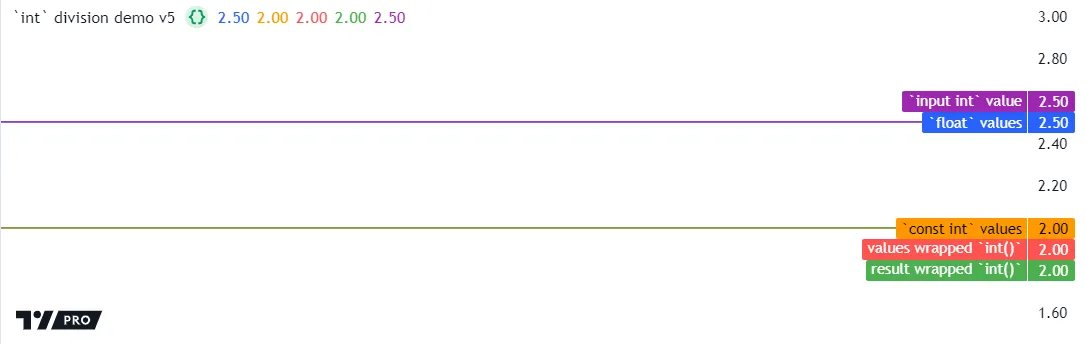 `int` division demo v5 {} 2.50 2.00 2.00 2.00 2.50
3.00
2.80
`input int` value 2.50
`float` values 2.50
2.40
2.20
`const int` values 2.00
values wrapped `int()` 2.00
result wrapped `int()` 2.00
1.60
PRO